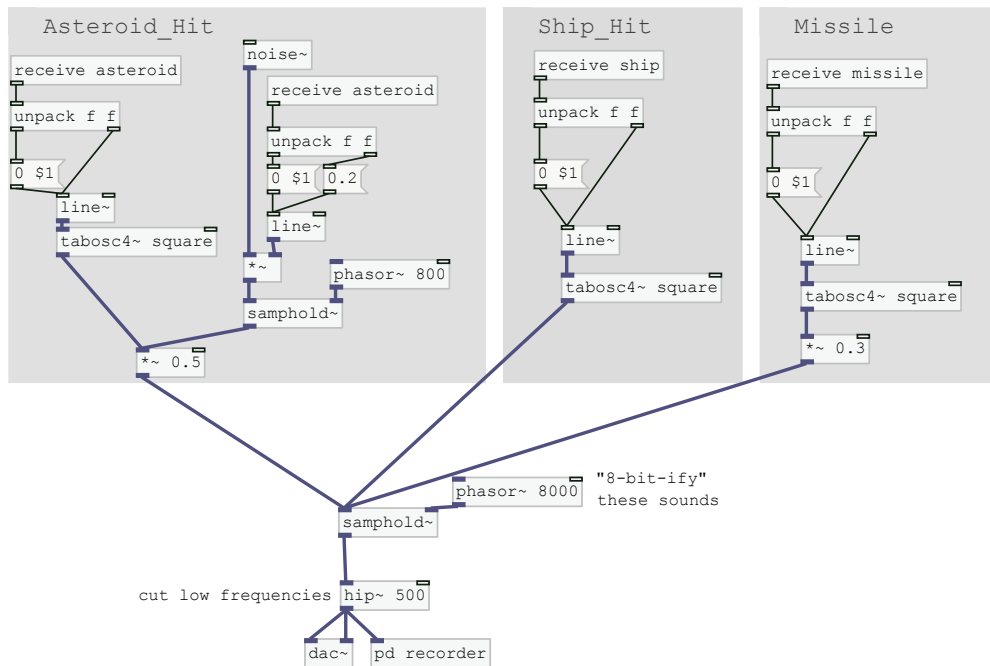 Asteroid_Hit
Ship_Hit
Missile
noise~
receive asteroid
receive asteroid
unpack f f
unpack f f
0 $1
0 $1
0.2
line~
line~
tabosc4~ square
*~
phasor~ 800
samphold~
*~ 0.5
receive ship
unpack f f
0 $1
line~
tabosc4~ square
receive missile
unpack f f
0 $1
line~
tabosc4~ square
*~ 0.3
phasor~ 8000
"8-bit-ify"
these sounds
samphold~
cut low frequencies
hip~ 500
dac~
pd recorder